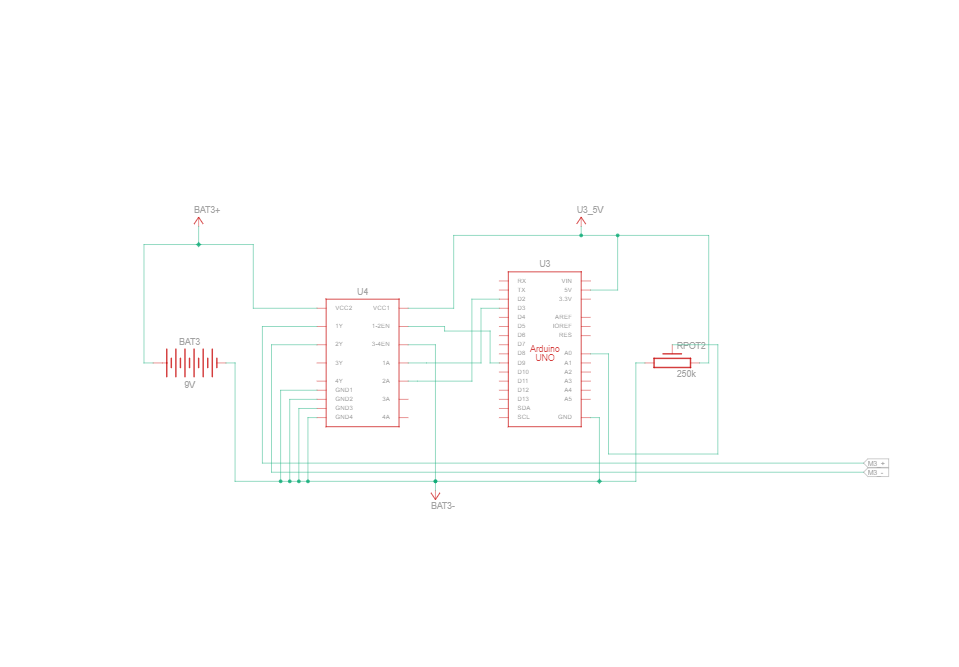 BAT3+
U3_5V
U3
U4
BAT3
9V
VCC2
1Y
2Y
3Y
4Y
GND1
GND2
GND3
GND4
VCC1
1-2EN
3-4EN
1A
2A
3A
4A
RX
TX
D2
D3
D4
D5
D6
D7
D8
D9
D10
D11
D12
D13
SDA
SCL
Arduino
UNO
VIN
5V
3.3V
AREF
IOREF
RES
A0
A1
A2
A3
A4
A5
GND
RPOT2
250k
M3_+
M3_-
BAT3-